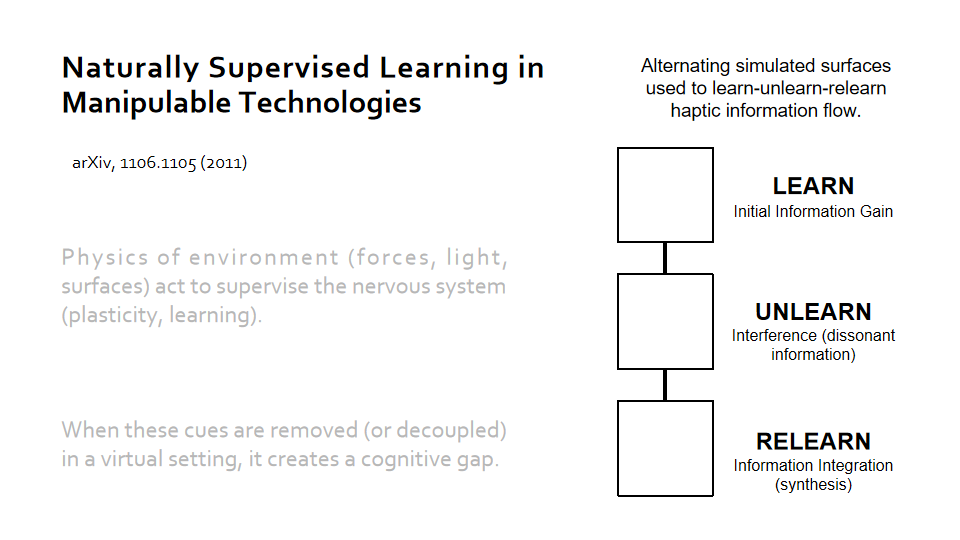 Naturally Supervised Learning in
Manipulable Technologies
arXiv, 1106.1105 (2011)
Physics of environment (forces, light,
surfaces) act to supervise the nervous system
(plasticity, learning).
When these cues are removed (or decoupled)
in a virtual setting, it creates a cognitive gap.
Alternating simulated surfaces
used to learn-unlearn-relearn
haptic information flow.
LEARN
Initial Information Gain
UNLEARN
Interference (dissonant
information)
RELEARN
Information Integration
(synthesis)